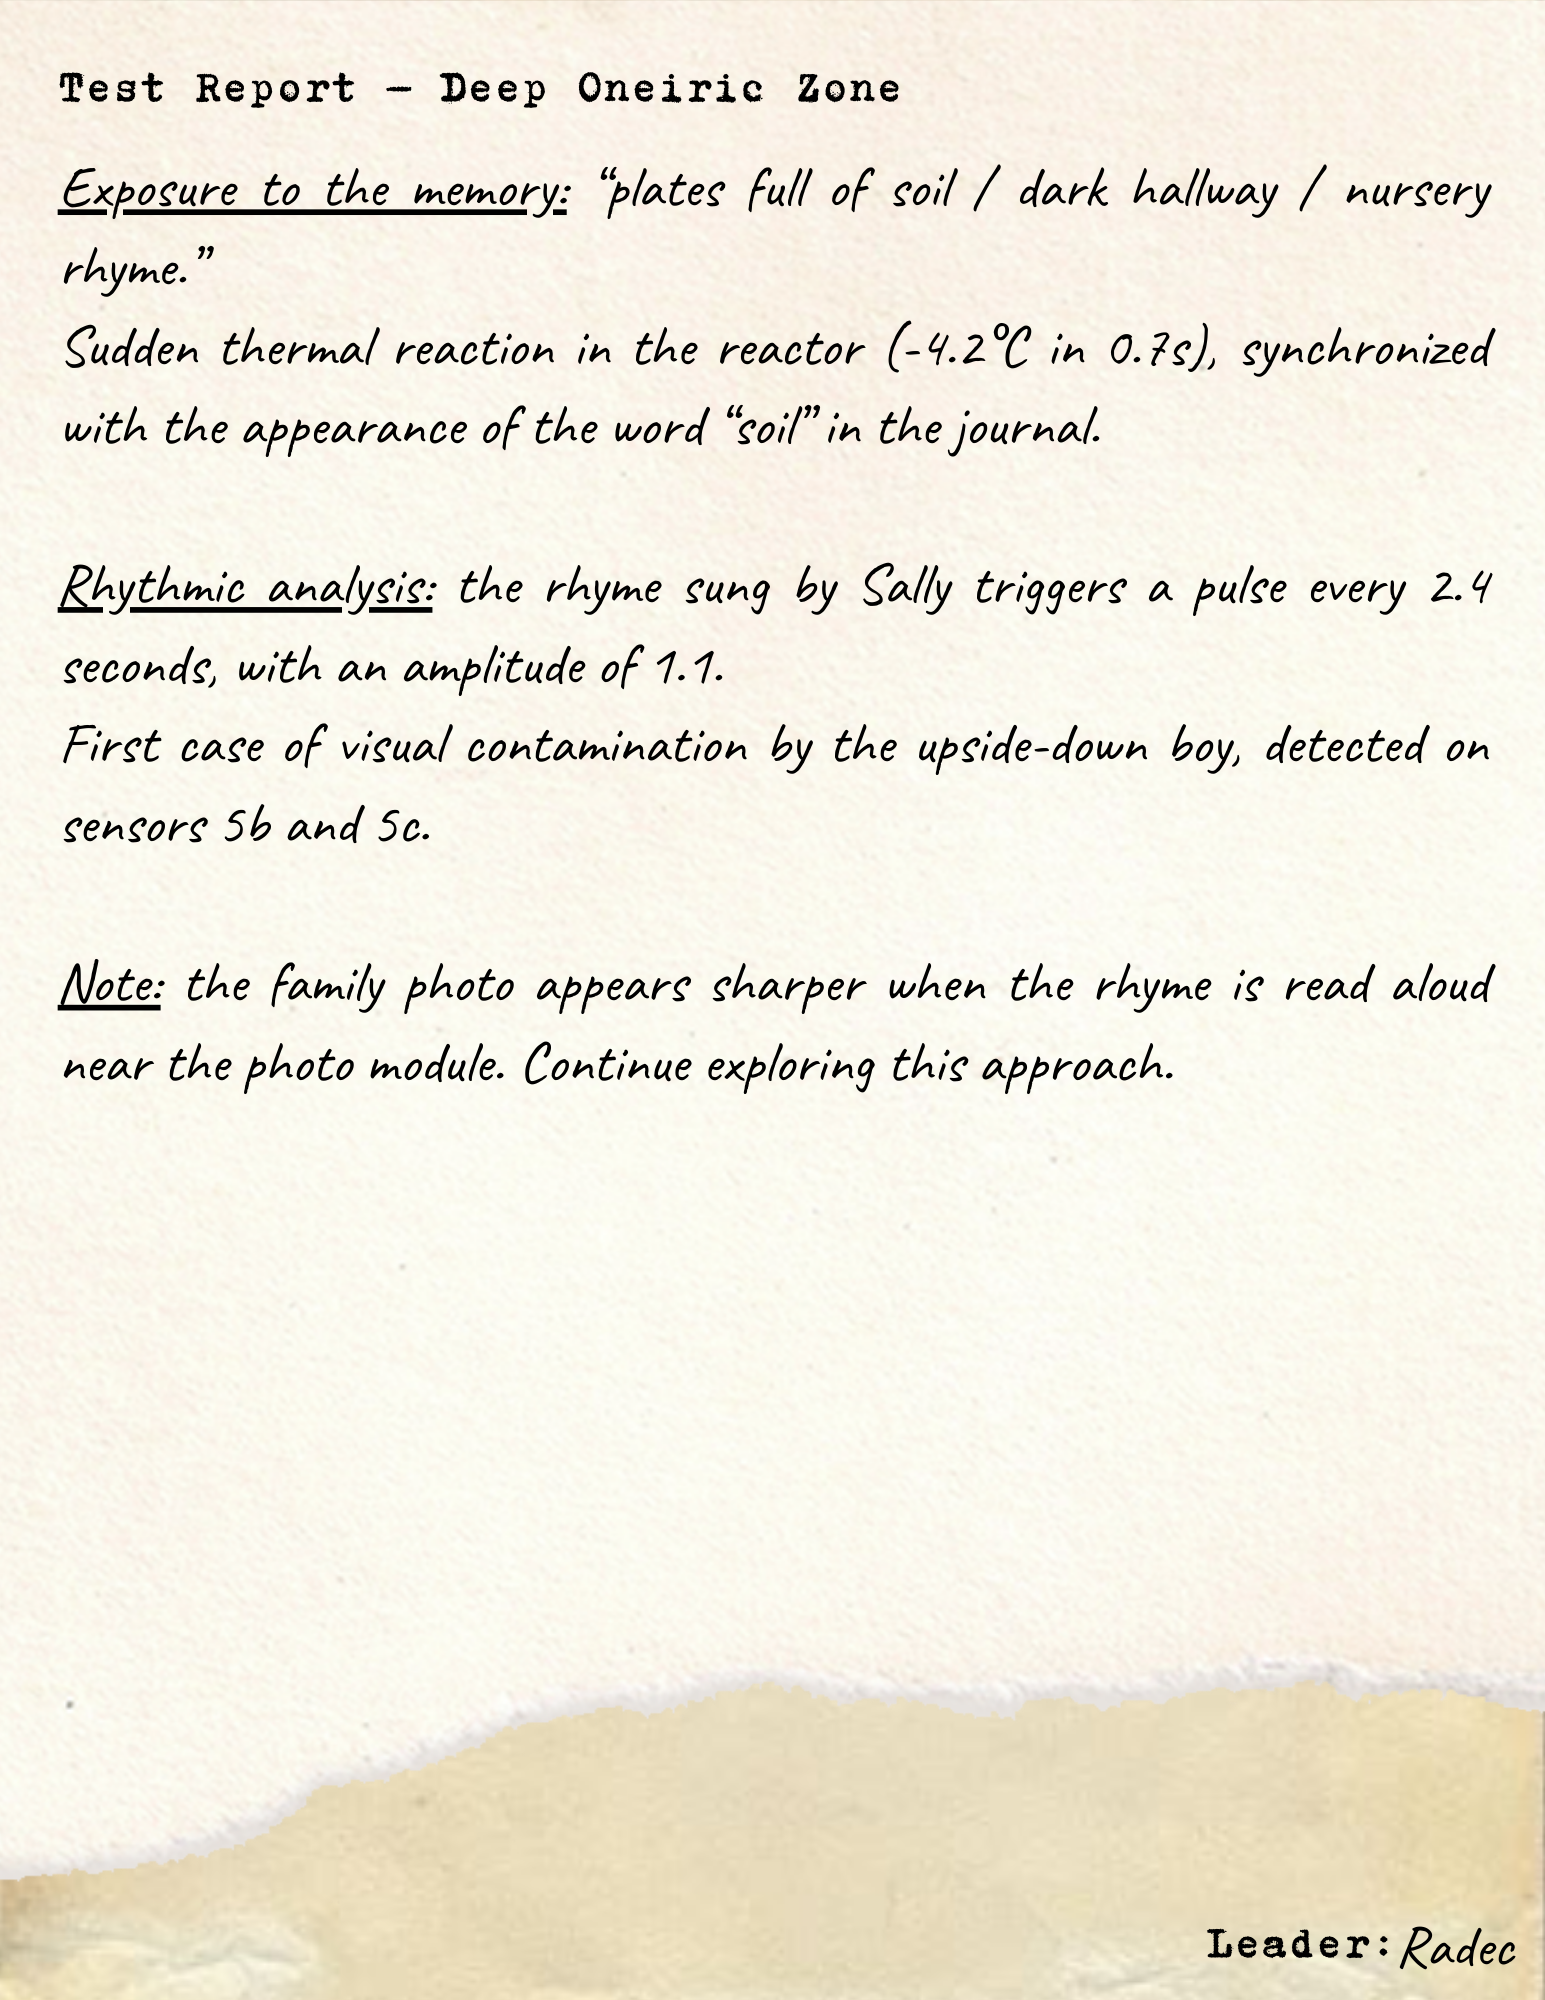 Test Report — Deep Oneiric Zone
Exposure to the memory: “plates full of soil / dark hallway / nursery
rhyme.”
Sudden thermal reaction in the reactor (-4.2°C in 0.7s), synchronized
with the appearance of the word “soil” in the journal.
Rhythmic analysis: the rhyme sung by Sally triggers a pulse every 2.4
seconds, with an amplitude of 1.1.
First case of visual contamination by the upside-down boy, detected on
sensors 5b and 5c.
Note: the family photo appears sharper when the rhyme is read aloud
near the photo module. Continue exploring this approach.
Leader: Radec